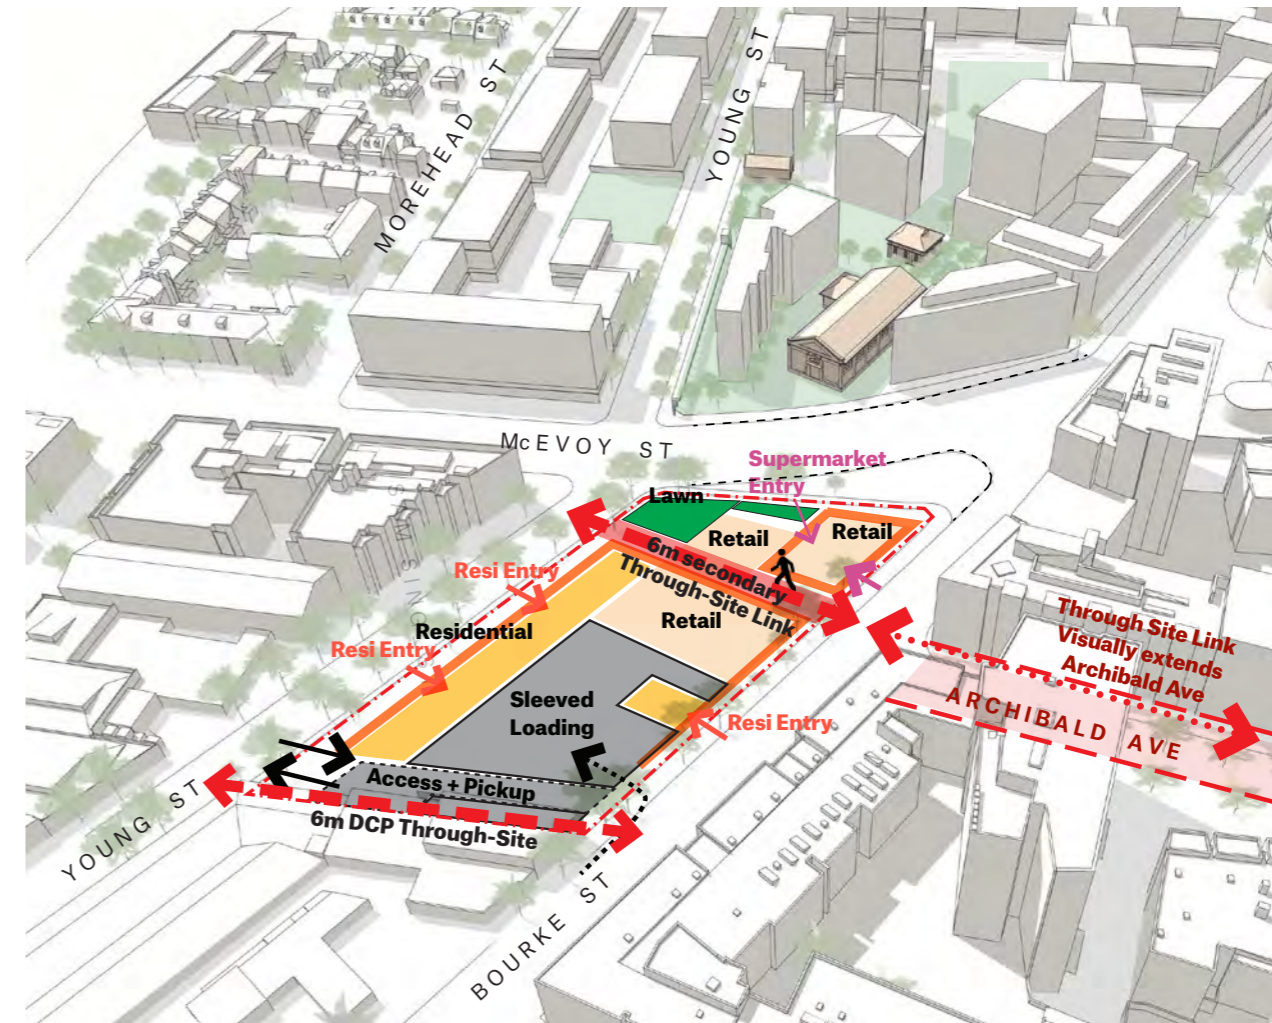 MOREHEAD ST
YOUNG ST
McEVOY ST
Supermarket
Entry
Lawn
Retail
Retail
6m secondary
Through-Site Link
Resi Entry
Retail
Residential
Resi Entry
Through Site Link
Visually extends
Archibald Ave
Sleeved
Loading
ARCHIBALD AVE
Resi Entry
Access + Pickup
6m DCP Through-Site
YOUNG ST
BOURKE ST